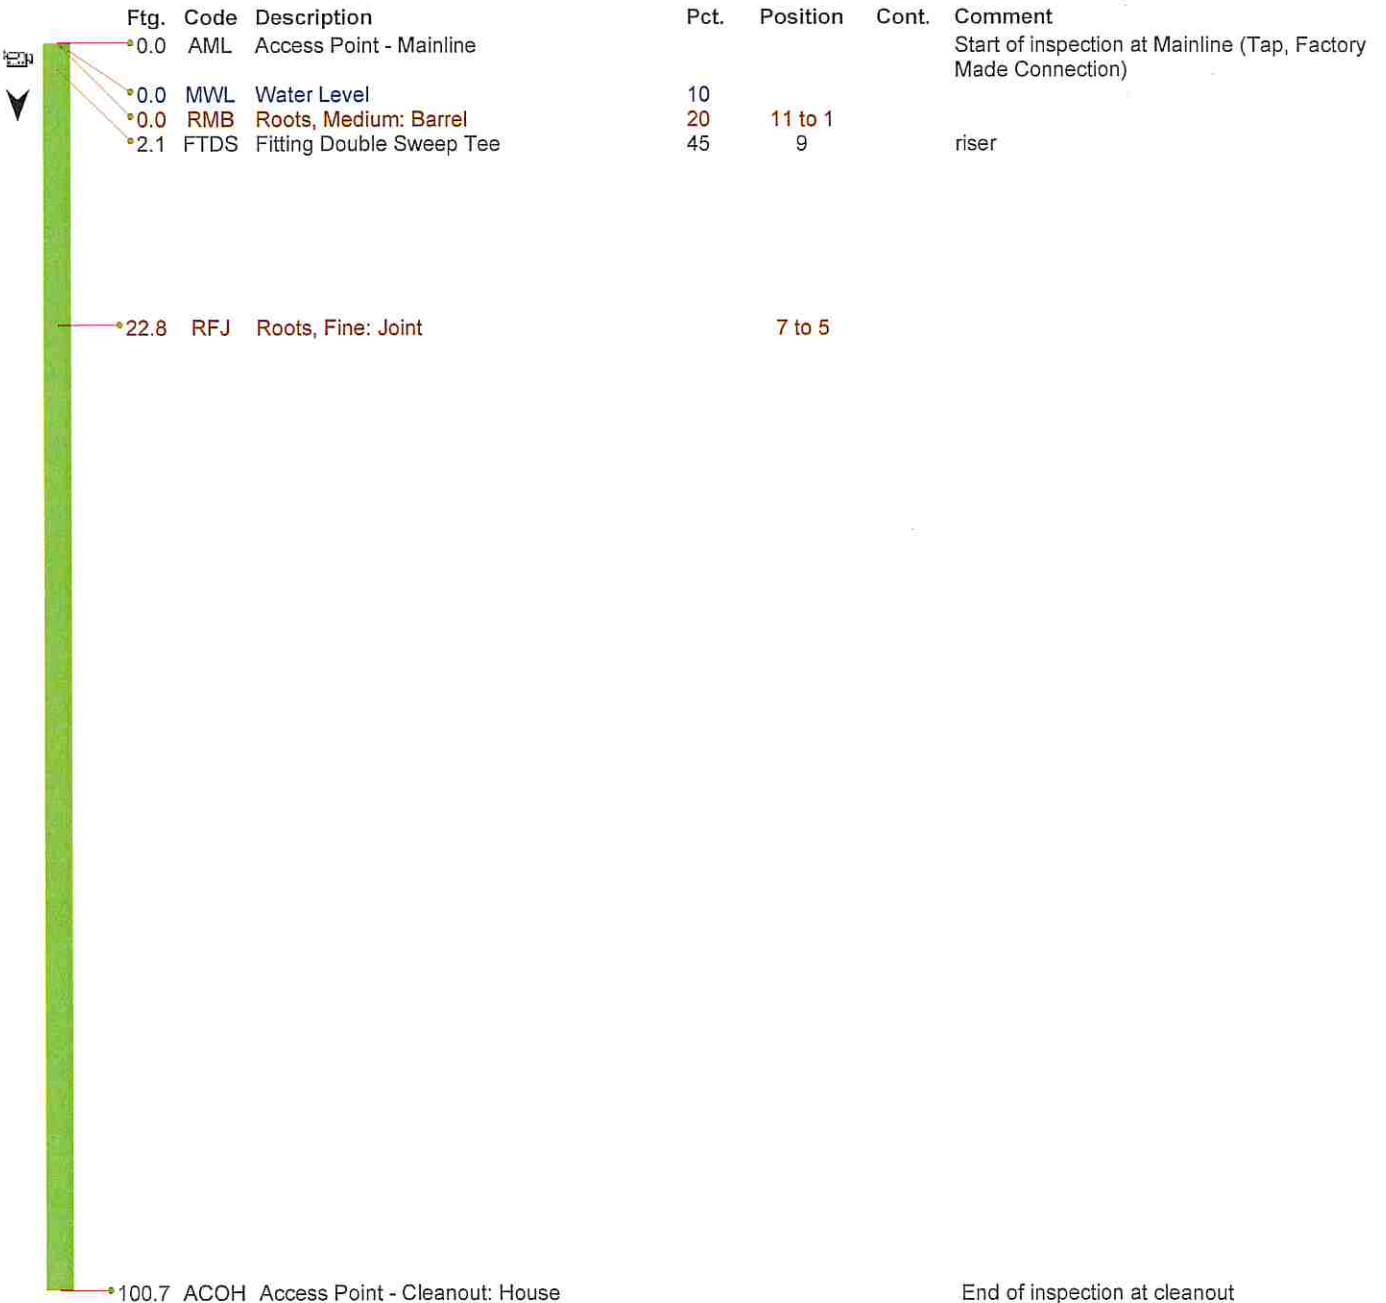 Ftg. Code Description Pct. Position Cont. Comment
0.0 AML Access Point - Mainline Start of inspection at Mainline (Tap, Factory
Made Connection)
0.0 MWL Water Level 10
0.0 RMB Roots, Medium: Barrel 20 11 to 1
2.1 FTDS Fitting Double Sweep Tee 45 9 riser
22.8 RFJ Roots, Fine: Joint 7 to 5
100.7 ACOH Access Point - Cleanout: House End of inspection at cleanout